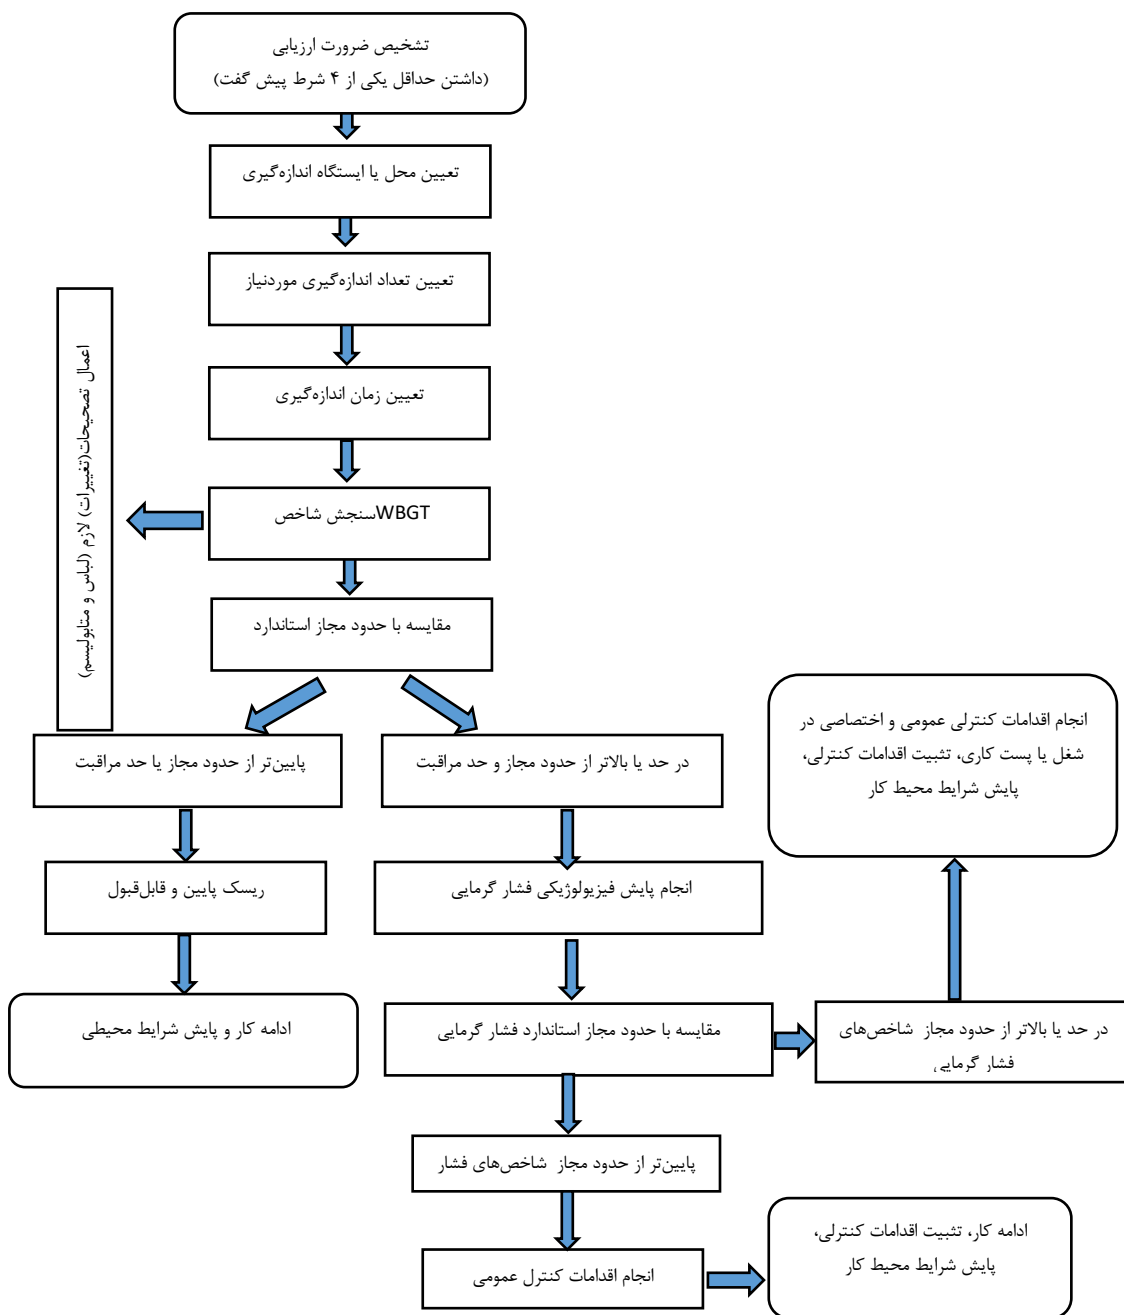 تشخیص ضرورت ارزیابی
(داشتن حداقل یکی از ۴ شرط پیش گفت)
تعیین محل یا ایستگاه اندازه‌گیری
تعیین تعداد اندازه‌گیری موردنیاز
تعیین زمان اندازه‌گیری
اعمال تصحیحات(تغییرات) لازم (لباس و متابولیسم)
WBGTسنجش شاخص
مقایسه با حدود مجاز استاندارد
انجام اقدامات کنترلی عمومی و اختصاصی در
شغل یا پست کاری، تثبیت اقدامات کنترلی،
پایش شرایط محیط کار
در حد یا بالاتر از حدود مجاز و حد مراقبت
پایین‌تر از حدود مجاز یا حد مراقبت
انجام پایش فیزیولوژیکی فشار گرمایی
ریسک پایین و قابل‌قبول
در حد یا بالاتر از حدود مجاز شاخص‌های
فشار گرمایی
مقایسه با حدود مجاز استاندارد فشار گرمایی
ادامه کار و پایش شرایط محیطی
پایین‌تر از حدود مجاز شاخص‌های فشار
ادامه کار، تثبیت اقدامات کنترلی،
پایش شرایط محیط کار
انجام اقدامات کنترل عمومی